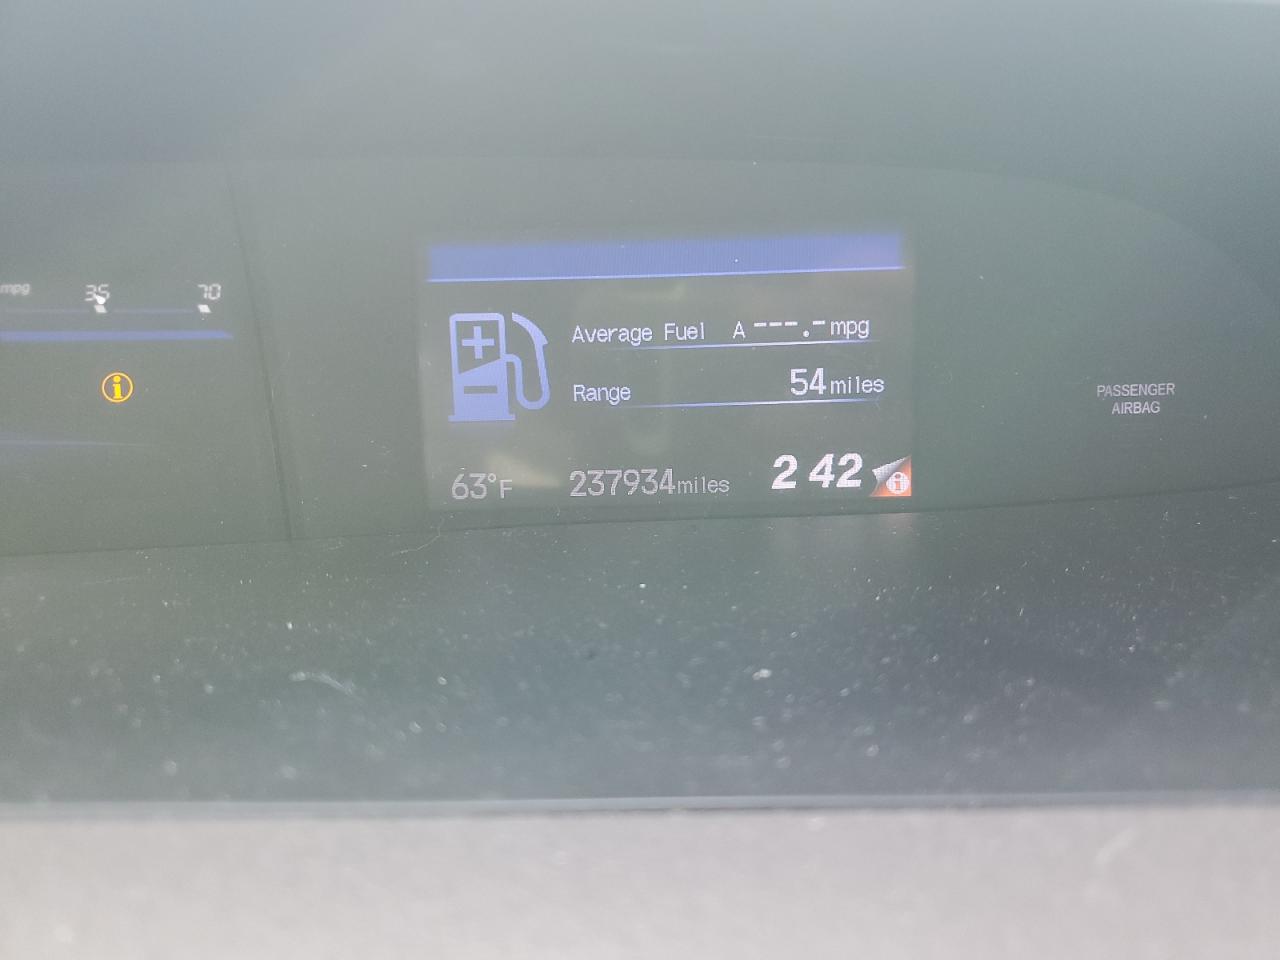 mpg 35 70
Average Fuel A ---.- mpg
Range 54 miles
63°F 237934 miles 2 42
i
i
PASSENGER
AIRBAG